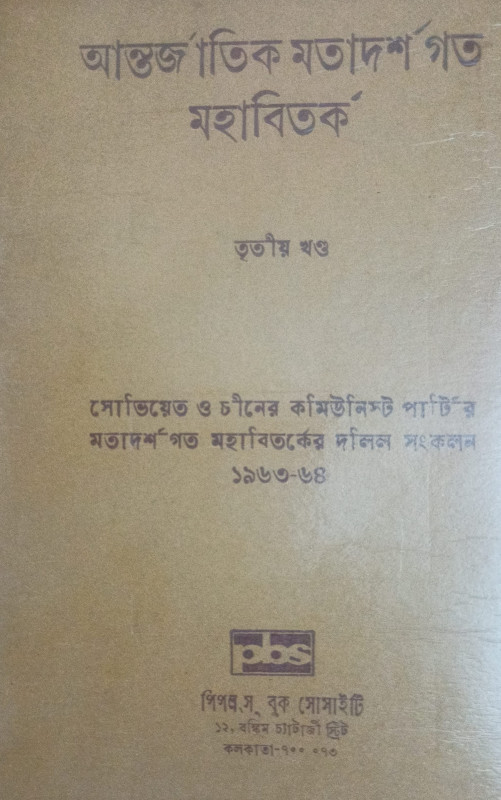 আন্তর্জাতিক মতাদর্শগত
মহাবিতর্ক
তৃতীয় খণ্ড
সোভিয়েত ও চীনের কমিউনিস্ট পার্টির
মতাদর্শগত মহাবিতর্কের দলিল সংকলন
১৯৬৩-৬৪
pbs
পিপলস্ বুক সোসাইটি
১২, বঙ্কিম চ্যাটার্জী স্ট্রিট
কলকাতা-৭০০ ০৭৩